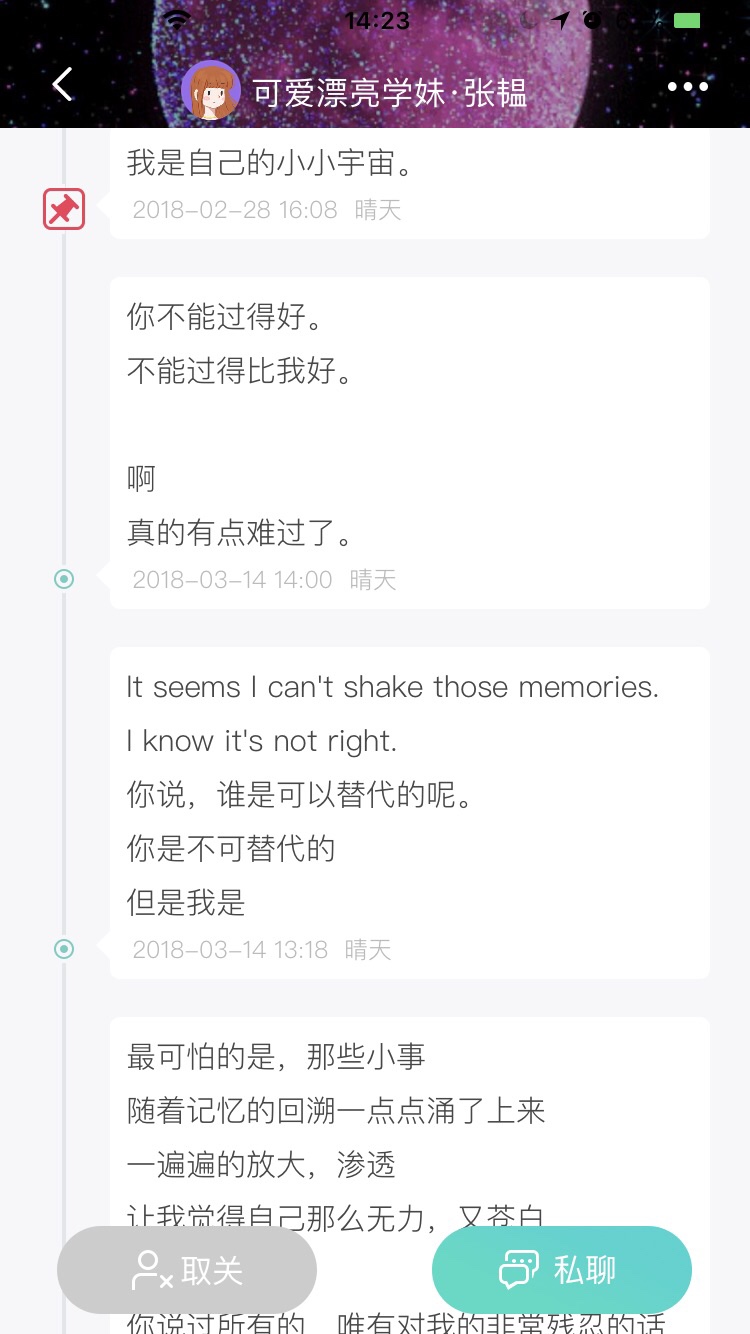 14:23
可爱漂亮学妹·张韫
我是自己的小小宇宙。
2018-02-28 16:08 晴天
你不能过得好。
不能过得比我好。
啊
真的有点难过了。
2018-03-14 14:00 晴天
It seems I can't shake those memories.
I know it's not right.
你说，谁是可以替代的呢。
你是不可替代的
但是我是
2018-03-14 13:18 晴天
最可怕的是，那些小事
随着记忆的回溯一点点涌了上来
一遍遍的放大，渗透
让我觉得自己那么无力，又苍白
取关
私聊
你说过所有的，唯有对我的非常残忍的话